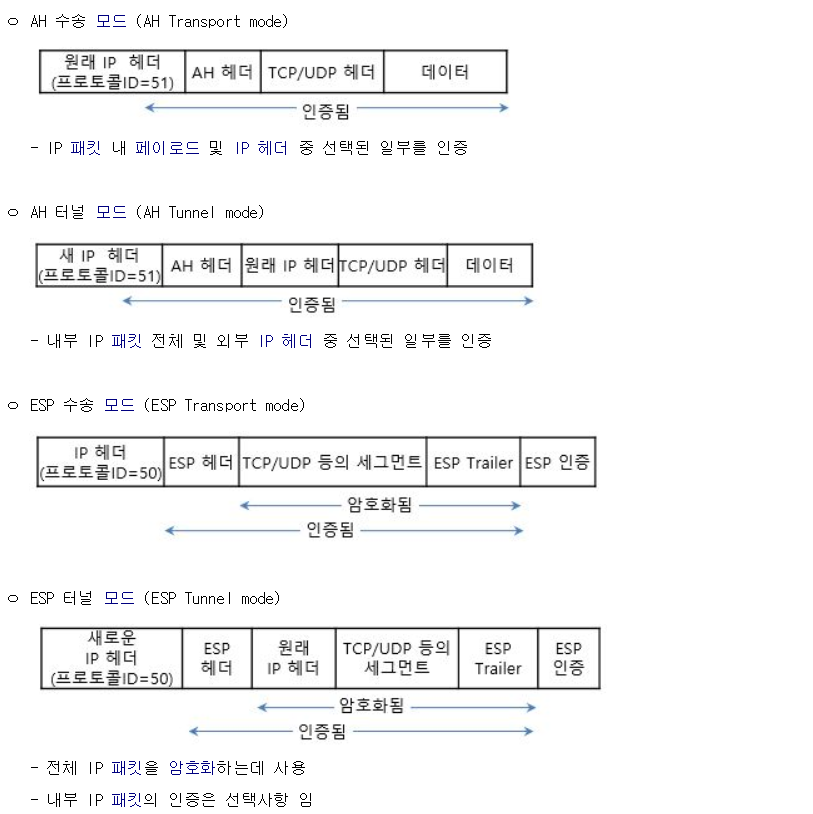 ㅇ AH 수송 모드 (AH Transport mode)
원래 IP 헤더
(프로토콜ID=51)
AH 헤더
TCP/UDP 헤더
데이터
인증됨
- IP 패킷 내 페이로드 및 IP 헤더 중 선택된 일부를 인증
ㅇ AH 터널 모드 (AH Tunnel mode)
새 IP 헤더
(프로토콜ID=51)
AH 헤더
원래 IP 헤더
TCP/UDP 헤더
데이터
인증됨
- 내부 IP 패킷 전체 및 외부 IP 헤더 중 선택된 일부를 인증
ㅇ ESP 수송 모드 (ESP Transport mode)
IP 헤더
(프로토콜ID=50)
ESP 헤더
TCP/UDP 등의 세그먼트
ESP Trailer
ESP 인증
암호화됨
인증됨
ㅇ ESP 터널 모드 (ESP Tunnel mode)
새로운
IP 헤더
(프로토콜ID=50)
ESP
헤더
원래
IP 헤더
TCP/UDP 등의
세그먼트
ESP
Trailer
ESP
인증
암호화됨
인증됨
- 전체 IP 패킷을 암호화하는데 사용
- 내부 IP 패킷의 인증은 선택사항 임